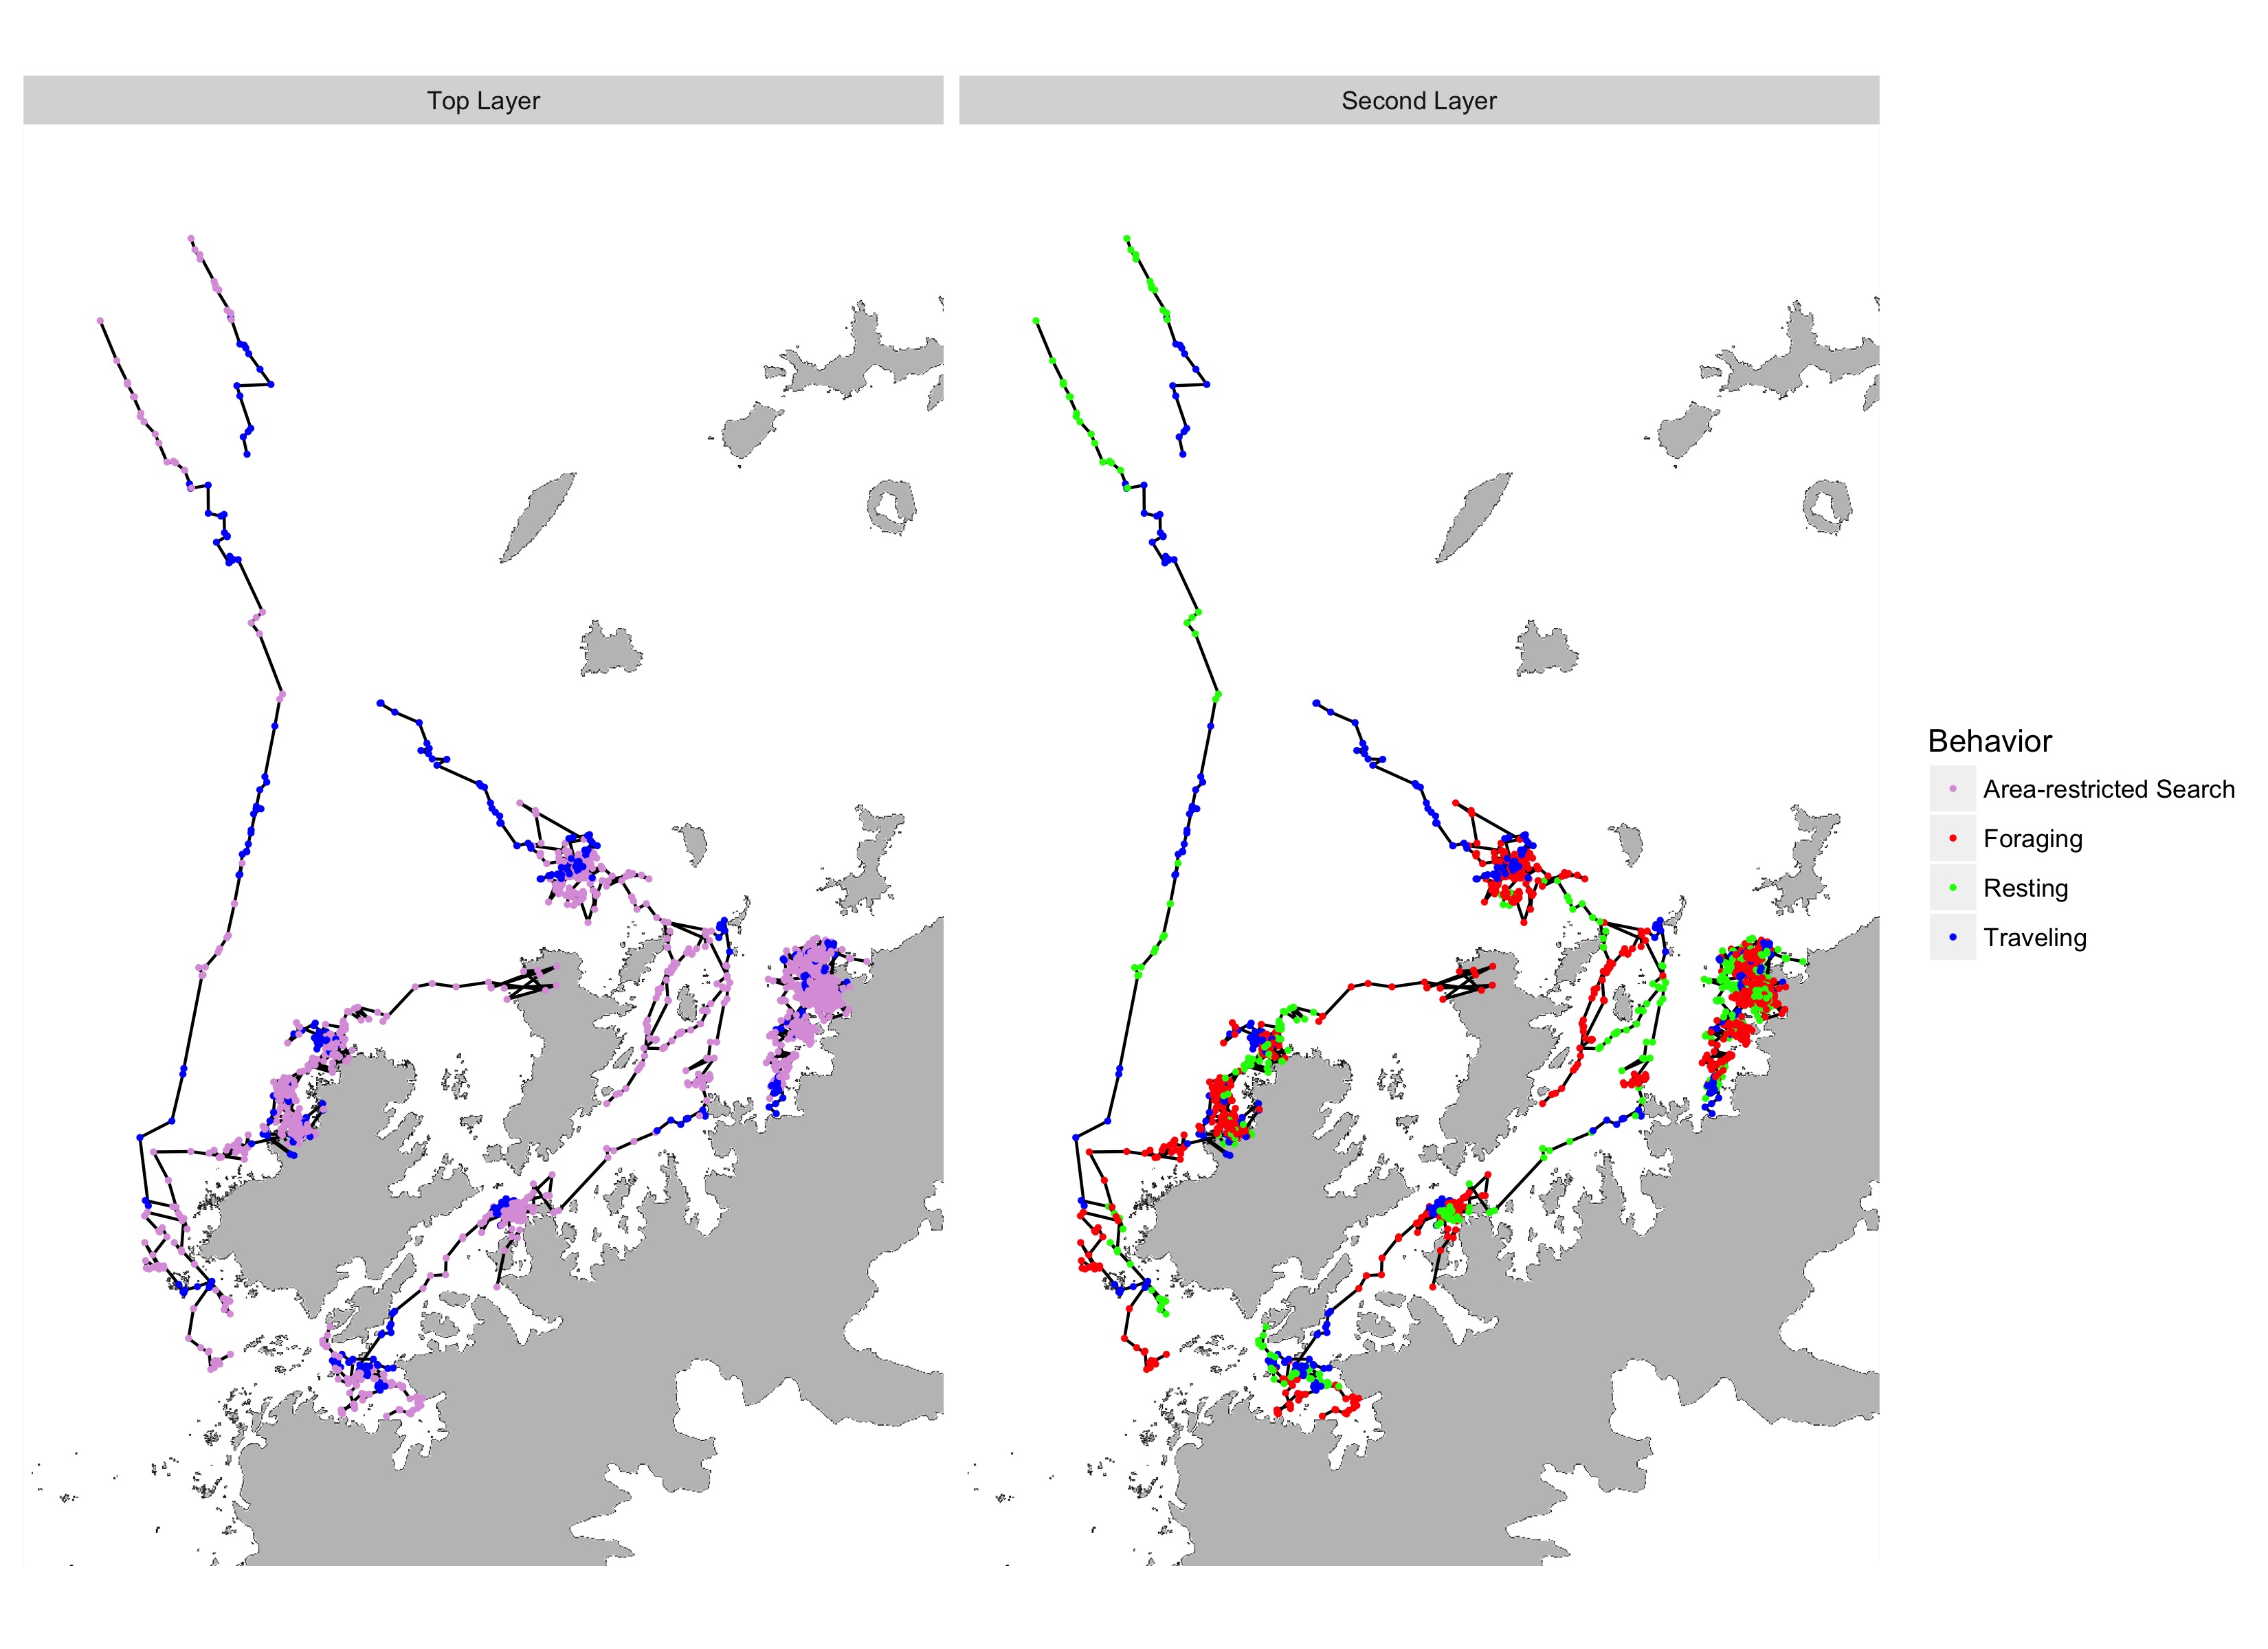 Top Layer
Second Layer
Behavior
Area-restricted Search
Foraging
Resting
Traveling